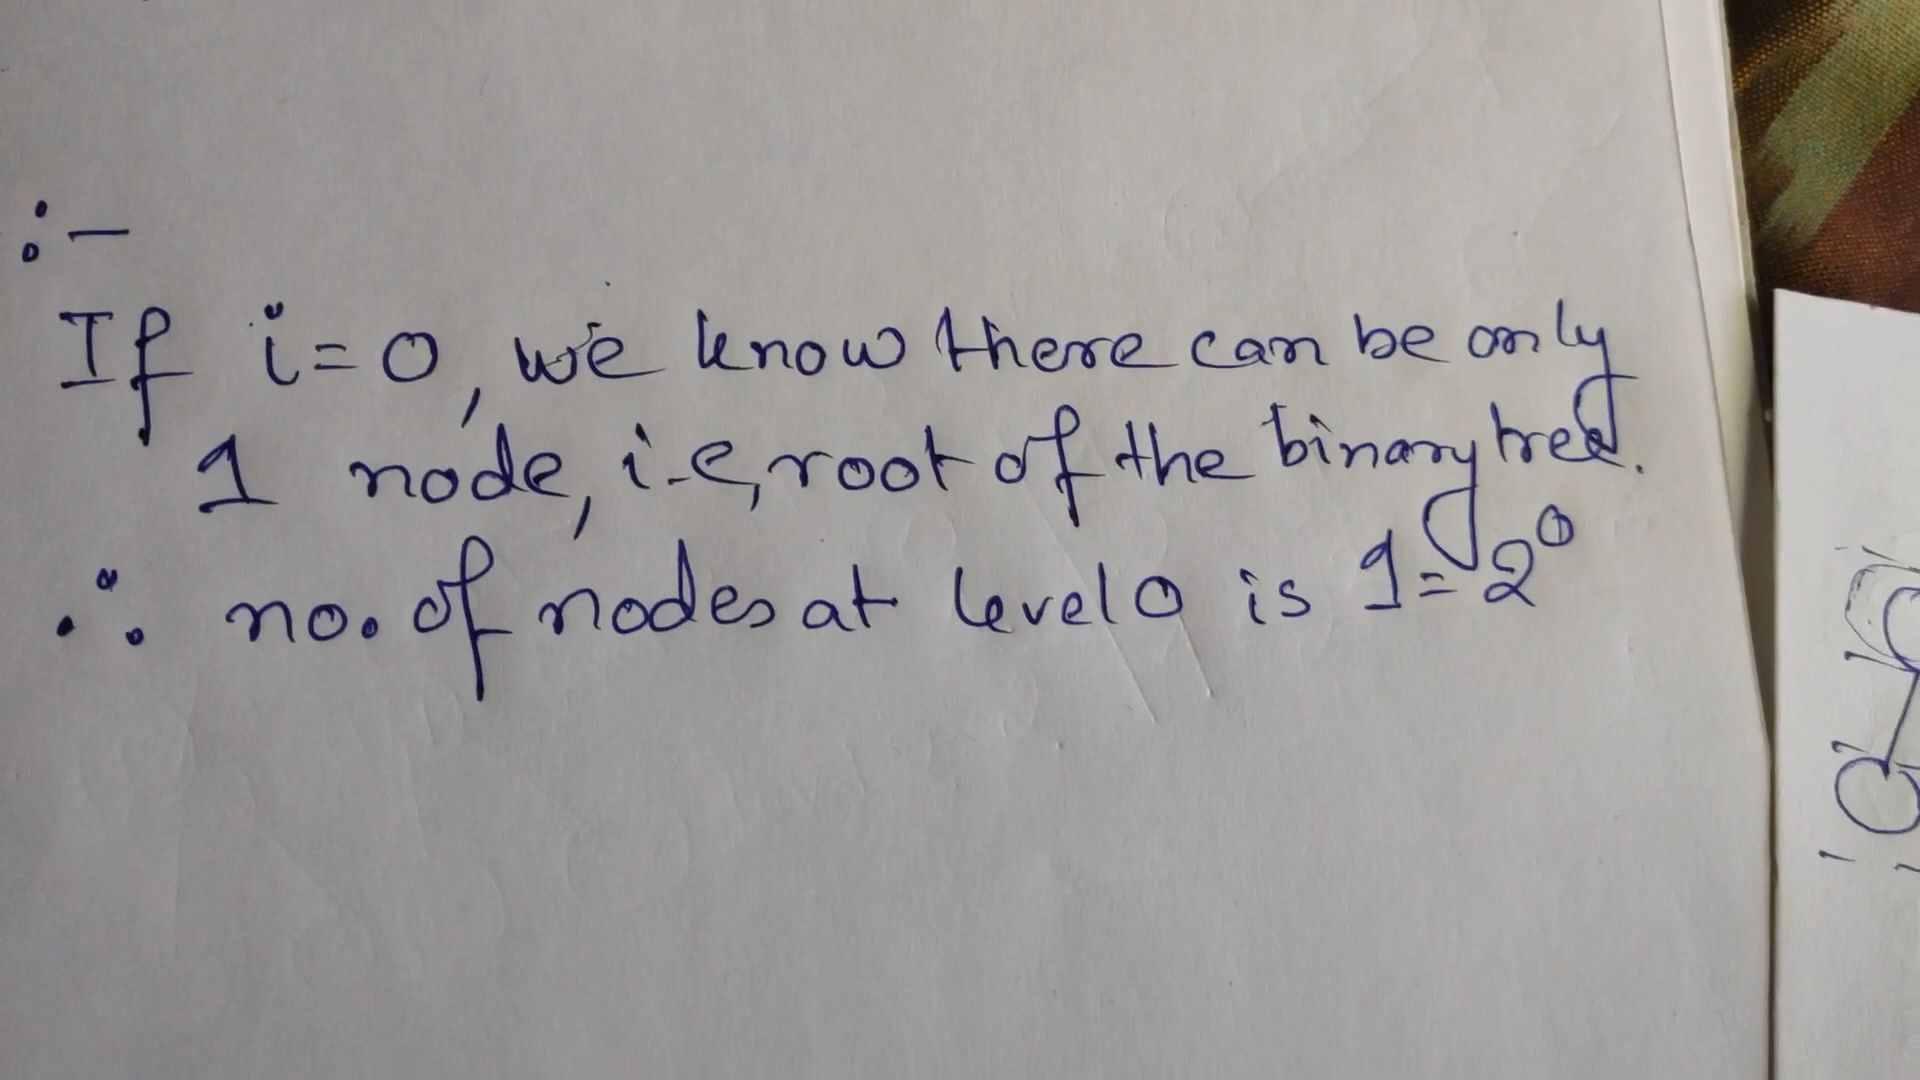 :-
If i=0, we know there can be only
1 node, i.e, root of the binary tree.
∴ no. of nodes at level 0 is 1=2⁰